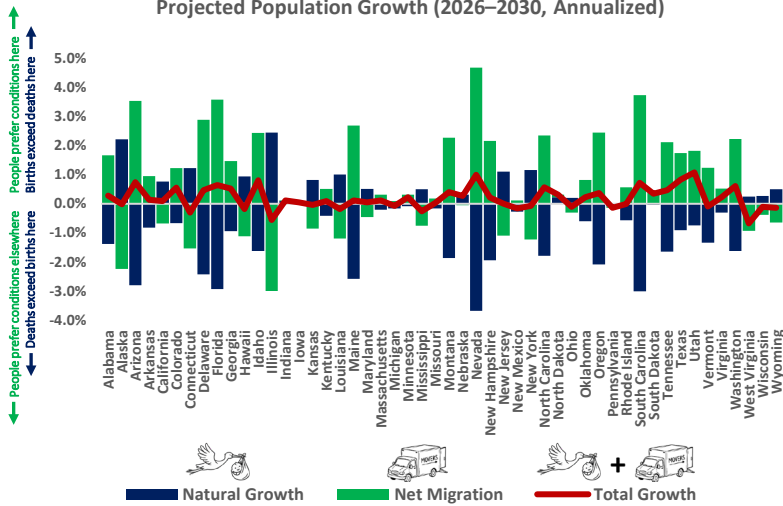 Projected Population Growth (2026–2030, Annualized)
People prefer conditions here
Births exceed deaths here
People prefer conditions elsewhere
Deaths exceed births here
5.0%
4.0%
3.0%
2.0%
1.0%
0.0%
-1.0%
-2.0%
-3.0%
-4.0%
Alabama
Alaska
Arizona
Arkansas
California
Colorado
Connecticut
Delaware
Florida
Georgia
Hawaii
Idaho
Illinois
Indiana
Iowa
Kansas
Kentucky
Louisiana
Maine
Maryland
Massachusetts
Michigan
Minnesota
Mississippi
Missouri
Montana
Nebraska
Nevada
New Hampshire
New Jersey
New Mexico
New York
North Carolina
North Dakota
Ohio
Oklahoma
Oregon
Pennsylvania
Rhode Island
South Carolina
South Dakota
Tennessee
Texas
Utah
Vermont
Virginia
Washington
West Virginia
Wisconsin
Wyoming
MOVERS
+
MOVERS
Natural Growth
Net Migration
Total Growth